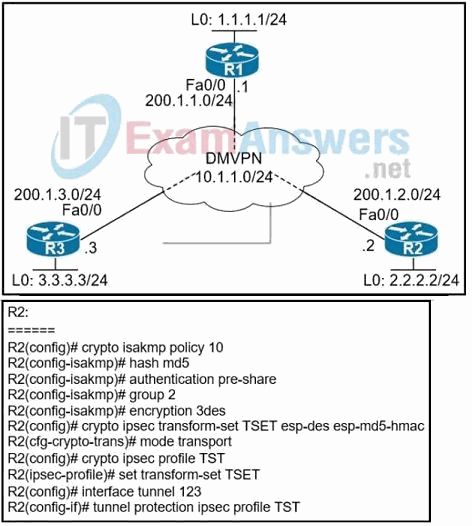 L0: 1.1.1.1/24
R1
Fa0/0
.1
200.1.1.0/24
ITExamAnswers
.net
DMVPN
10.1.1.0/24
200.1.3.0/24
Fa0/0
R3
.3
L0: 3.3.3.3/24
200.1.2.0/24
Fa0/0
.2
R2
L0: 2.2.2.2/24
R2:
======
R2(config)# crypto isakmp policy 10
R2(config-isakmp)# hash md5
R2(config-isakmp)# authentication pre-share
R2(config-isakmp)# group 2
R2(config-isakmp)# encryption 3des
R2(config)# crypto ipsec transform-set TSET esp-des esp-md5-hmac
R2(cfg-crypto-trans)# mode transport
R2(config)# crypto ipsec profile TST
R2(ipsec-profile)# set transform-set TSET
R2(config)# interface tunnel 123
R2(config-if)# tunnel protection ipsec profile TST